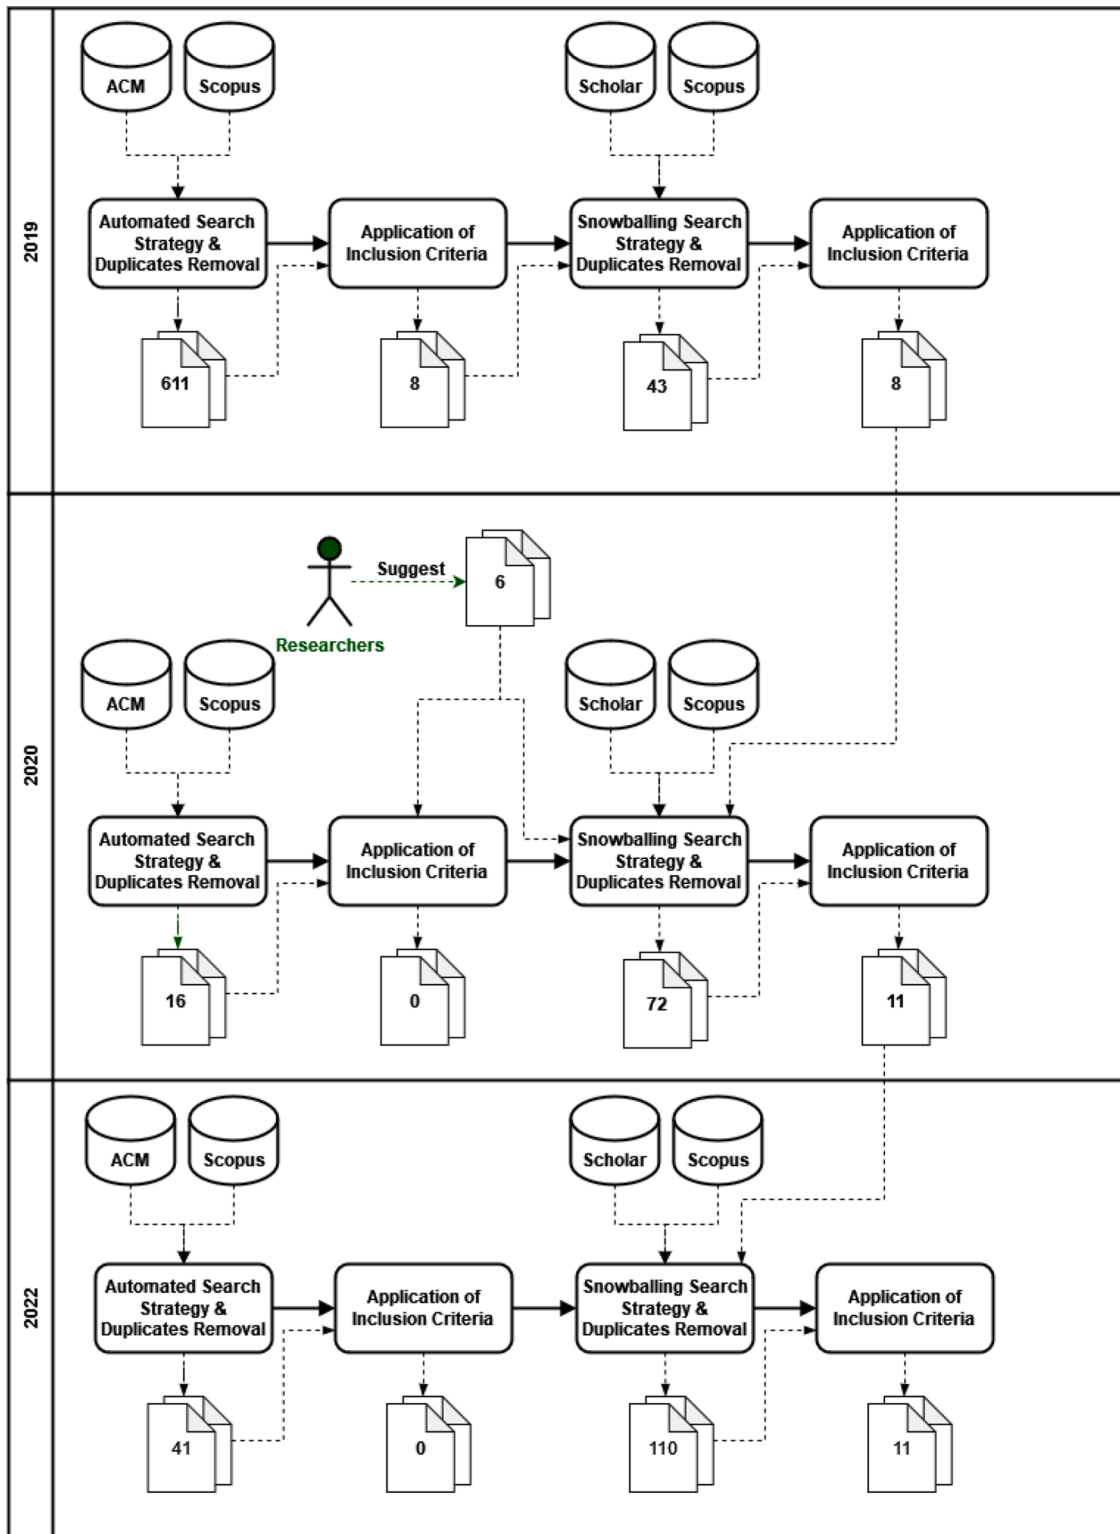 2019
ACM
Scopus
Scholar
Scopus
Automated Search
Strategy &
Duplicates Removal
Application of
Inclusion Criteria
Snowballing Search
Strategy &
Duplicates Removal
Application of
Inclusion Criteria
611
8
43
8
2020
Suggest
6
Researchers
ACM
Scopus
Scholar
Scopus
Automated Search
Strategy &
Duplicates Removal
Application of
Inclusion Criteria
Snowballing Search
Strategy &
Duplicates Removal
Application of
Inclusion Criteria
16
0
72
11
2022
ACM
Scopus
Scholar
Scopus
Automated Search
Strategy &
Duplicates Removal
Application of
Inclusion Criteria
Snowballing Search
Strategy &
Duplicates Removal
Application of
Inclusion Criteria
41
0
110
11